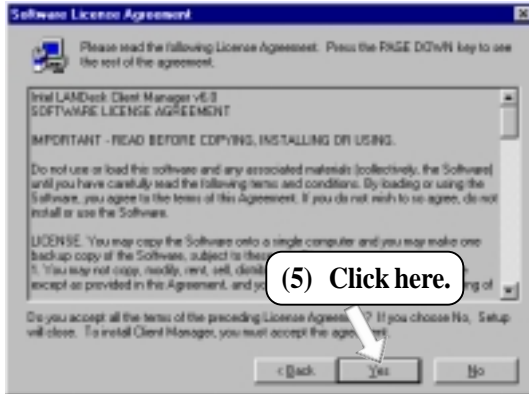 Software License Agreement
Please read the following License Agreement. Press the PAGE DOWN key to see
the rest of the agreement.
Intel LANDesk Client Manager v6.0
SOFTWARE LICENSE AGREEMENT
IMPORTANT - READ BEFORE COPYING, INSTALLING OR USING.
Do not use or load this software and any associated materials (collectively, the Software)
until you have carefully read the following terms and conditions. By loading or using the
Software, you agree to the terms of this Agreement. If you do not wish to so agree, do not
install or use the Software.
LICENSE. You may copy the Software onto a single computer and you may make one
backup copy of the Software, subject to these
1. You may not copy, modify, rent, sell,
except as provided in this Agreement, and yo
of
(5) Click here.
Do you accept all the terms of the preceding License Agreement? If you choose No, Setup
will close. To install Client Manager, you must accept this agreement.
< Back
Yes
No